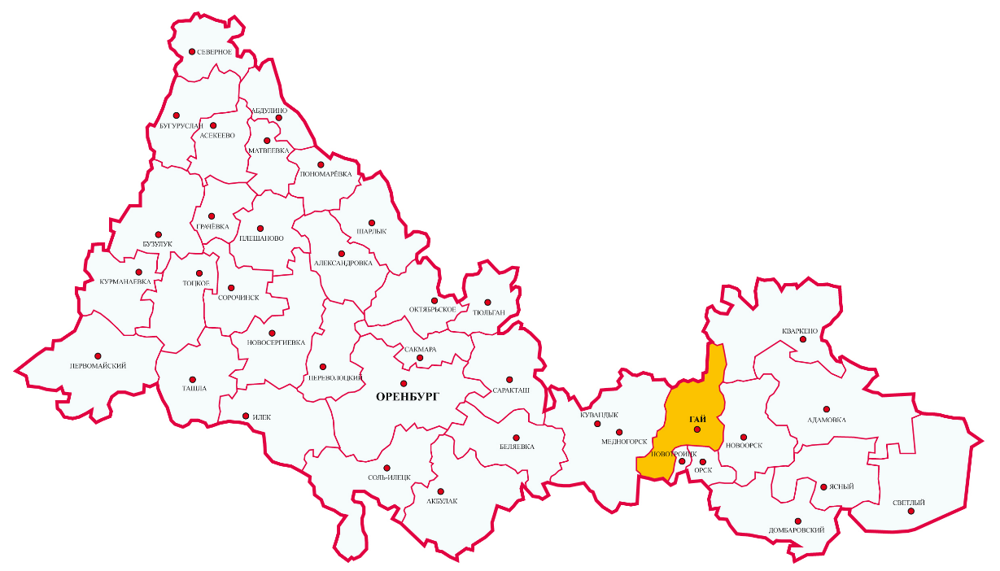 СЕВЕРНОЕ
АБДУЛИНО
БУГУРУСЛАН
АСЕКЕЕВО
МАТВЕЕВКА
ПОНОМАРЁВКА
ГРАЧЁВКА
ШАРЛЫК
ПЛЕШАНОВО
БУЗУЛУК
АЛЕКСАНДРОВКА
КУРМАНАЕВКА
ТОЦКОЕ
СОРОЧИНСК
ОКТЯБРЬСКОЕ
ТЮЛЬГАН
КВАРКЕНО
НОВОСЕРГИЕВКА
САКМАРА
ПЕРВОМАЙСКИЙ
ПЕРЕВОЛОЦКИЙ
ТАШЛА
САРАКТАШ
ОРЕНБУРГ
ИЛЕК
КУВАНДЫК
ГАЙ
АДАМОВКА
МЕДНОГОРСК
БЕЛЯЕВКА
НОВООРСК
НОВОТРОИЦК
ОРСК
СОЛЬ-ИЛЕЦК
ЯСНЫЙ
АКБУЛАК
СВЕТЛЫЙ
ДОМБАРОВСКИЙ